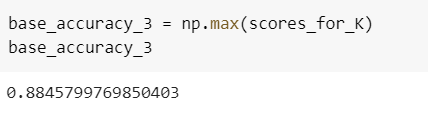 base_accuracy_3 = np.max(scores_for_K)
base_accuracy_3
0.8845799769850403